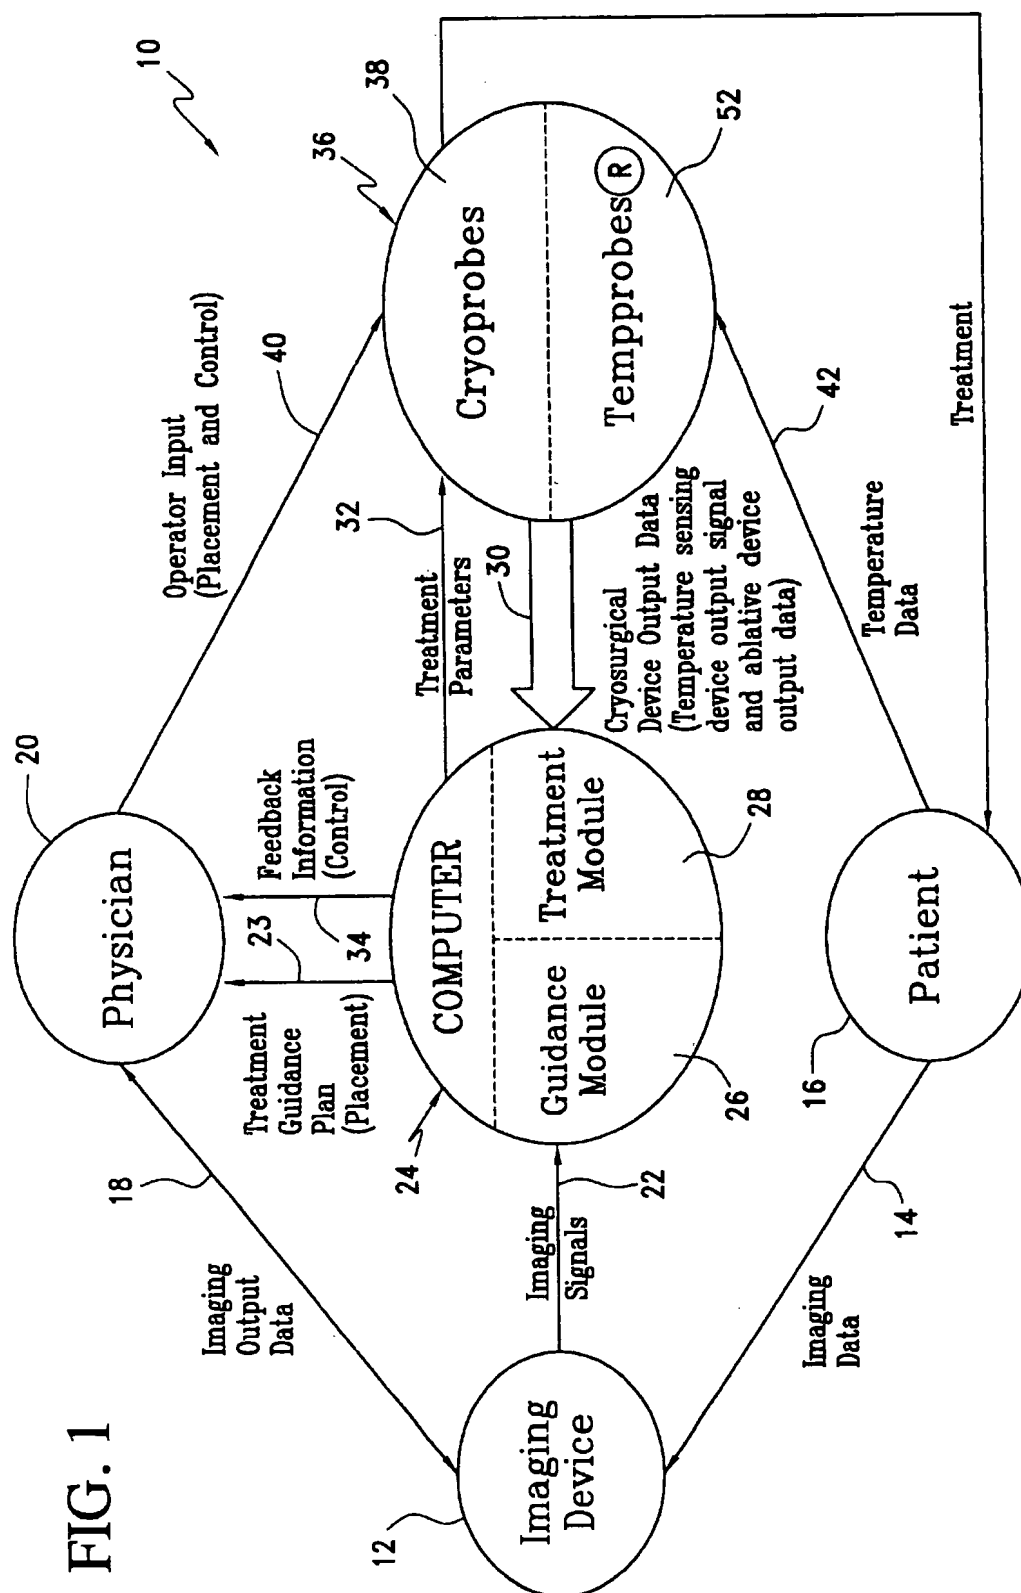 FIG. 1
10
20
Physician
18
Imaging
Output
Data
Treatment
Guidance
Plan
(Placement)
23
34
Feedback
Information
(Control)
Operator Input
(Placement and Control)
40
36
38
12
Imaging
Device
Imaging
Signals
22
24
COMPUTER
Guidance
Module
Treatment
Module
26
28
Treatment
Parameters
32
30
Cryosurgical
Device Output Data
(Temperature sensing
device output signal
and ablative device
output data)
Cryoprobes
Tempprobes®
52
Imaging
Data
14
16
Patient
Temperature
Data
42
Treatment